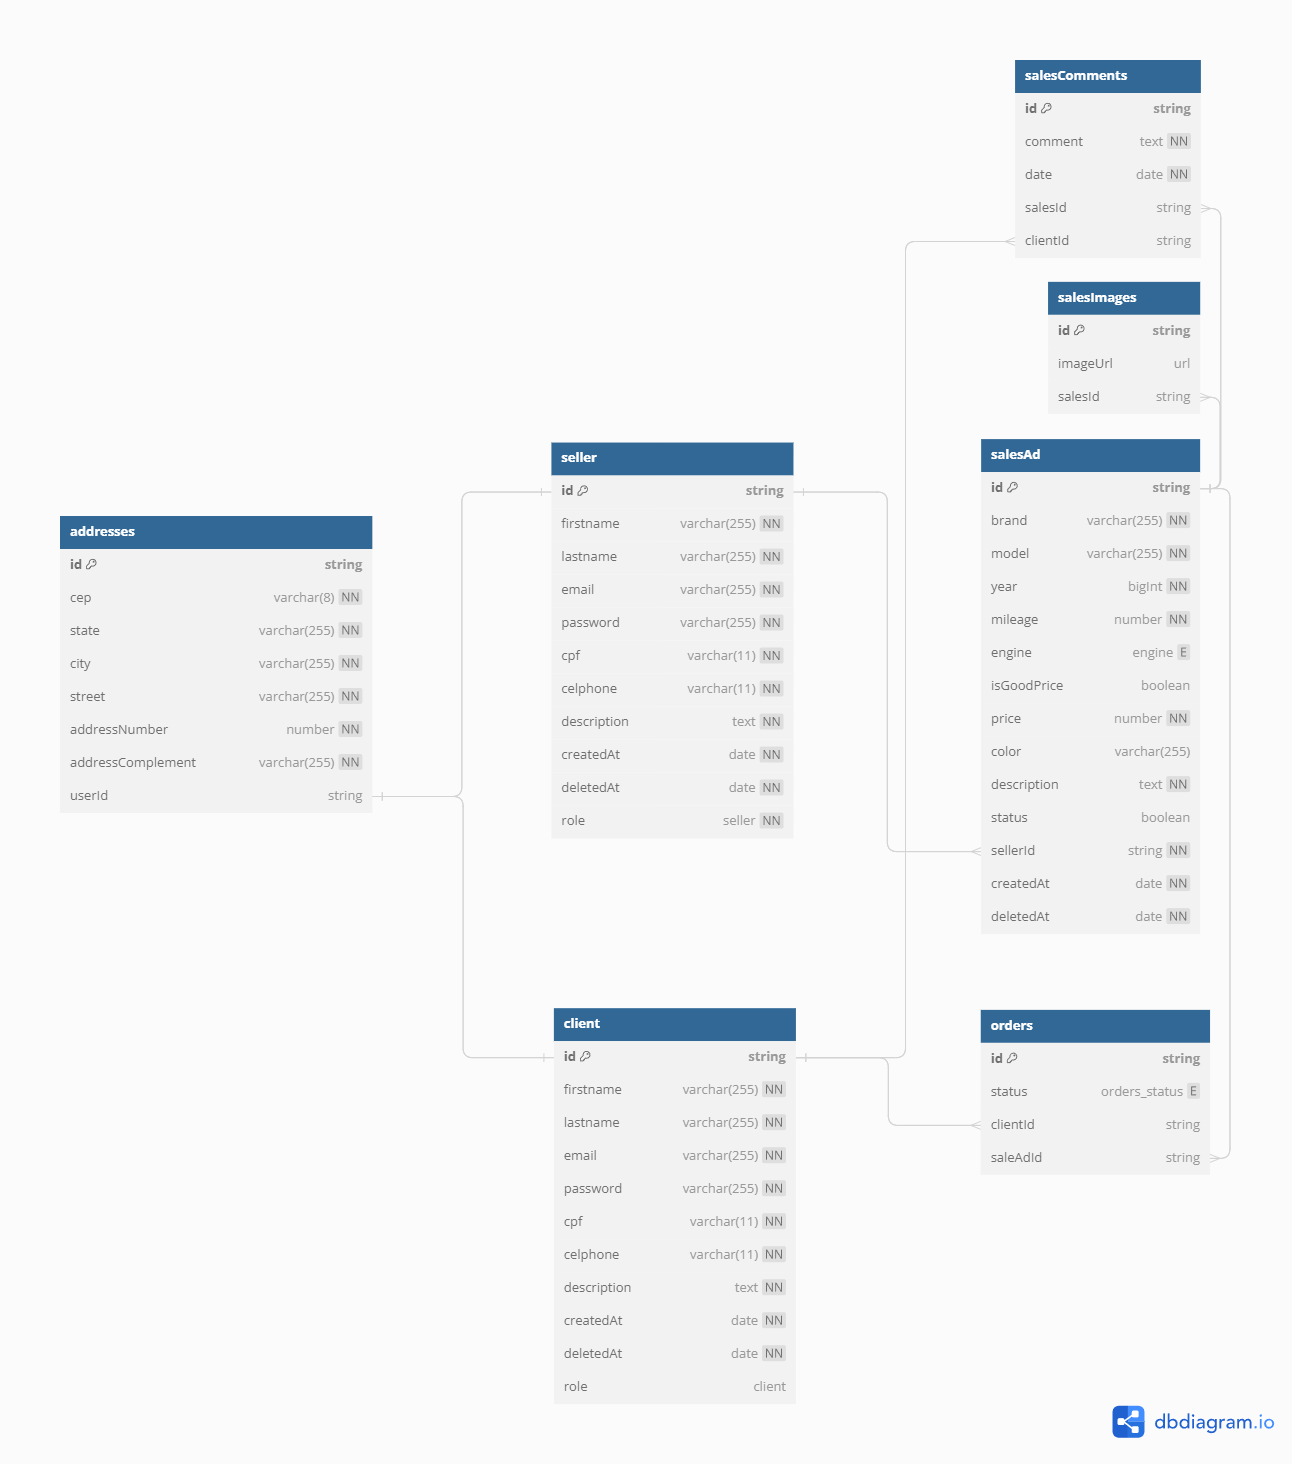 salesComments
id string
comment text NN
date date NN
salesId string
clientId string
salesImages
id string
imageUrl url
salesId string
seller
id string
firstname varchar(255) NN
lastname varchar(255) NN
email varchar(255) NN
password varchar(255) NN
cpf varchar(11) NN
celphone varchar(11) NN
description text NN
createdAt date NN
deletedAt date NN
role seller NN
salesAd
id string
brand varchar(255) NN
model varchar(255) NN
year bigInt NN
mileage number NN
engine engine E
isGoodPrice boolean
price number NN
color varchar(255)
description text NN
status boolean
sellerId string NN
createdAt date NN
deletedAt date NN
addresses
id string
cep varchar(8) NN
state varchar(255) NN
city varchar(255) NN
street varchar(255) NN
addressNumber number NN
addressComplement varchar(255) NN
userId string
client
id string
firstname varchar(255) NN
lastname varchar(255) NN
email varchar(255) NN
password varchar(255) NN
cpf varchar(11) NN
celphone varchar(11) NN
description text NN
createdAt date NN
deletedAt date NN
role client
orders
id string
status orders_status E
clientId string
saleAdId string
dbdiagram.io